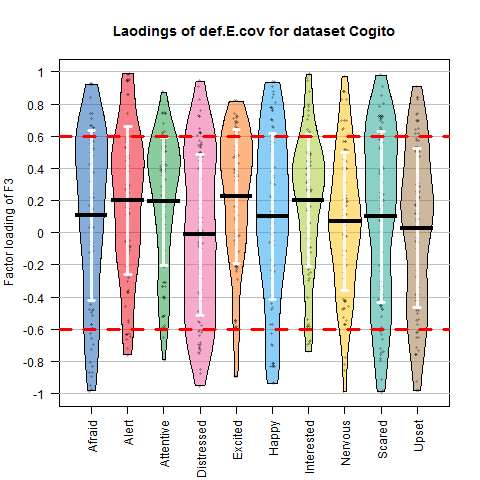 Laodings of def.E.cov for dataset Cogito
Factor loading of F3
1
0.8
0.6
0.4
0.2
0
-0.2
-0.4
-0.6
-0.8
-1
Afraid
Alert
Attentive
Distressed
Excited
Happy
Interested
Nervous
Scared
Upset